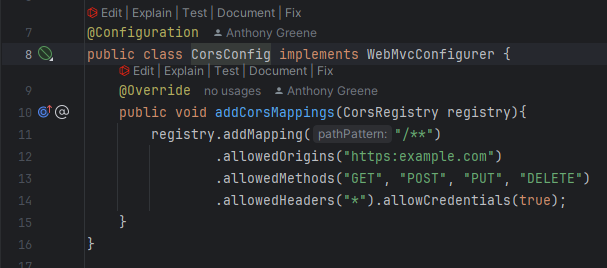 Edit | Explain | Test | Document | Fix
7 @Configuration Anthony Greene
8 public class CorsConfig implements WebMvcConfigurer {
Edit | Explain | Test | Document | Fix
9 @Override no usages Anthony Greene
10 @ public void addCorsMappings(CorsRegistry registry){
11 registry.addMapping( pathPattern: "/**")
12 .allowedOrigins("https:example.com")
13 .allowedMethods("GET", "POST", "PUT", "DELETE")
14 .allowedHeaders("*").allowCredentials(true);
15 }
16 }
17